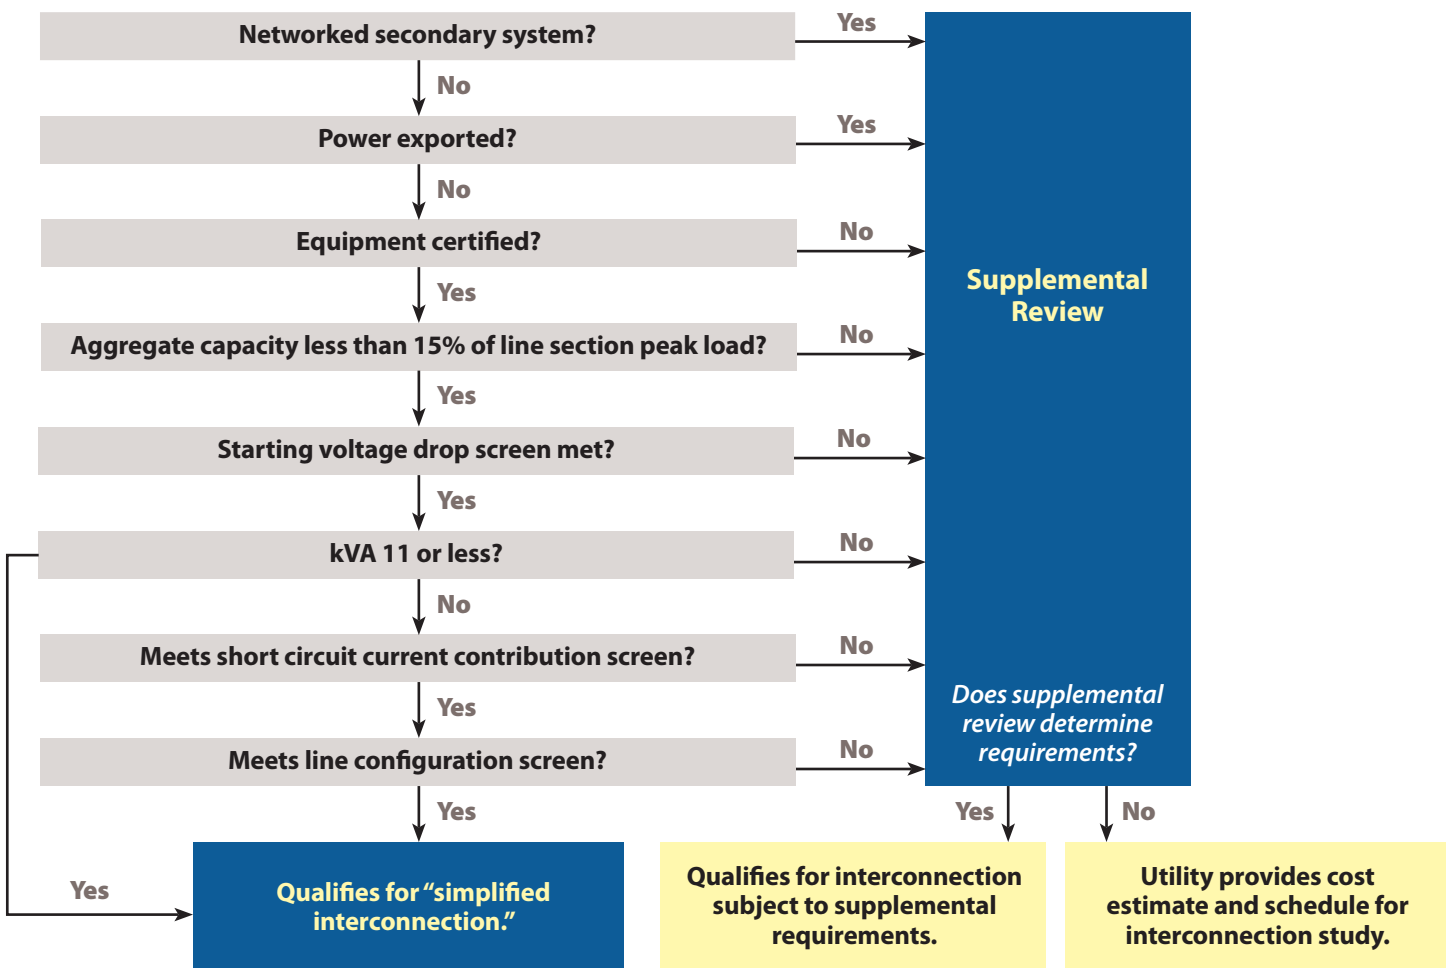 Networked secondary system?
Yes
No
Power exported?
Yes
No
Equipment certified?
No
Yes
Aggregate capacity less than 15% of line section peak load?
No
Yes
Starting voltage drop screen met?
No
Yes
kVA 11 or less?
No
No
Meets short circuit current contribution screen?
No
Yes
Meets line configuration screen?
No
Yes
Supplemental
Review
Does supplemental
review determine
requirements?
Yes
No
Yes
Qualifies for “simplified
interconnection.”
Qualifies for interconnection
subject to supplemental
requirements.
Utility provides cost
estimate and schedule for
interconnection study.